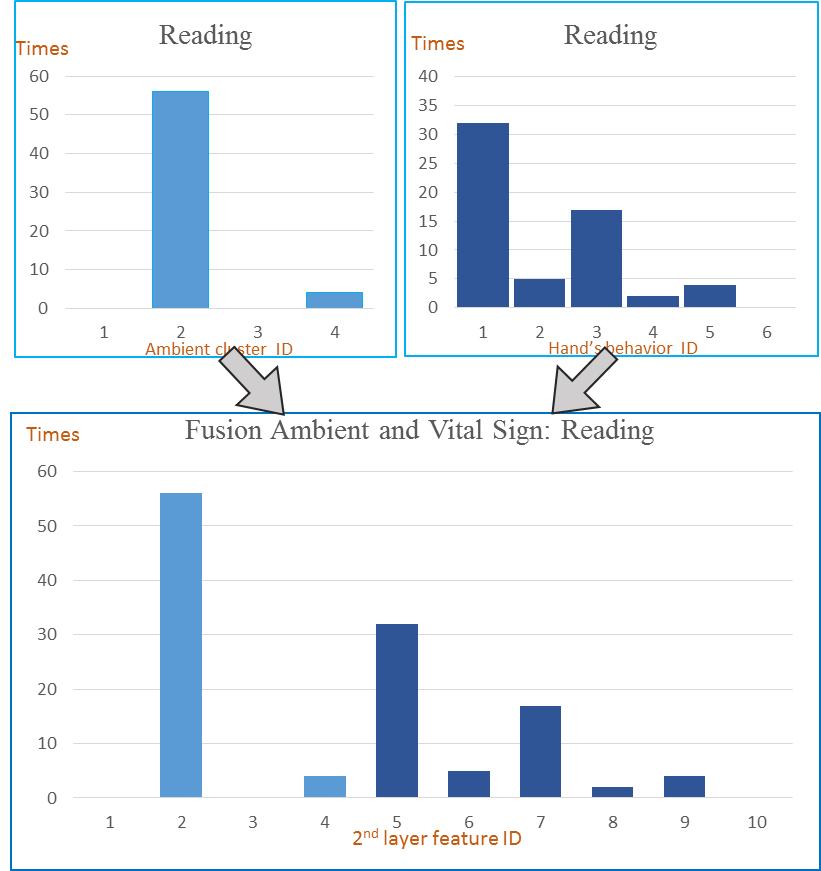 Reading
Times
60
50
40
30
20
10
0
1 2 3 4
Ambient cluster ID
Reading
Times
40
35
30
25
20
15
10
5
0
1 2 3 4 5 6
Hand's behavior ID
Fusion Ambient and Vital Sign: Reading
Times
60
50
40
30
20
10
0
1 2 3 4 5 6 7 8 9 10
2nd layer feature ID